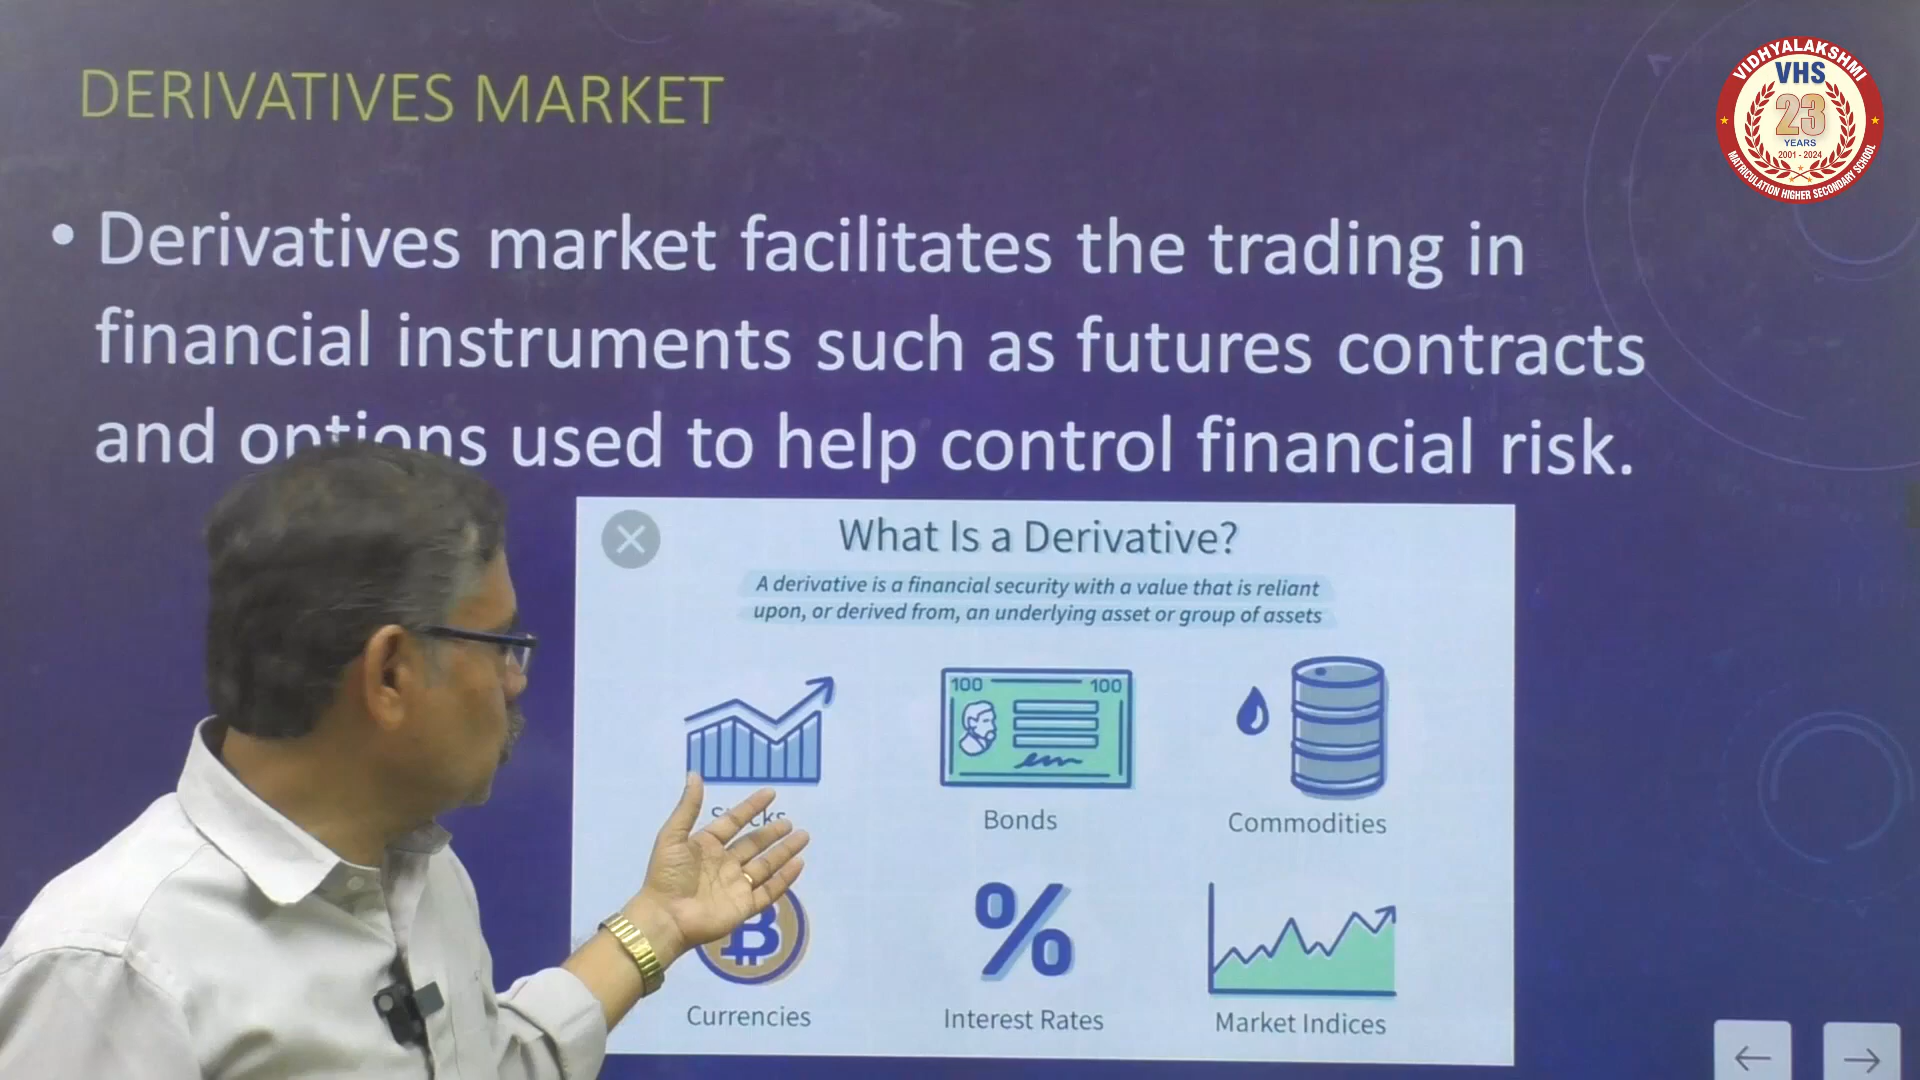 DERIVATIVES MARKET
VIDHYALAKSHMI
VHS
23
YEARS
2001 - 2024
MATRICULATION HIGHER SECONDARY SCHOOL
• Derivatives market facilitates the trading in
financial instruments such as futures contracts
and options used to help control financial risk.
What Is a Derivative?
A derivative is a financial security with a value that is reliant
upon, or derived from, an underlying asset or group of assets
100 100
Stocks
Bonds
Commodities
%
Currencies
Interest Rates
Market Indices